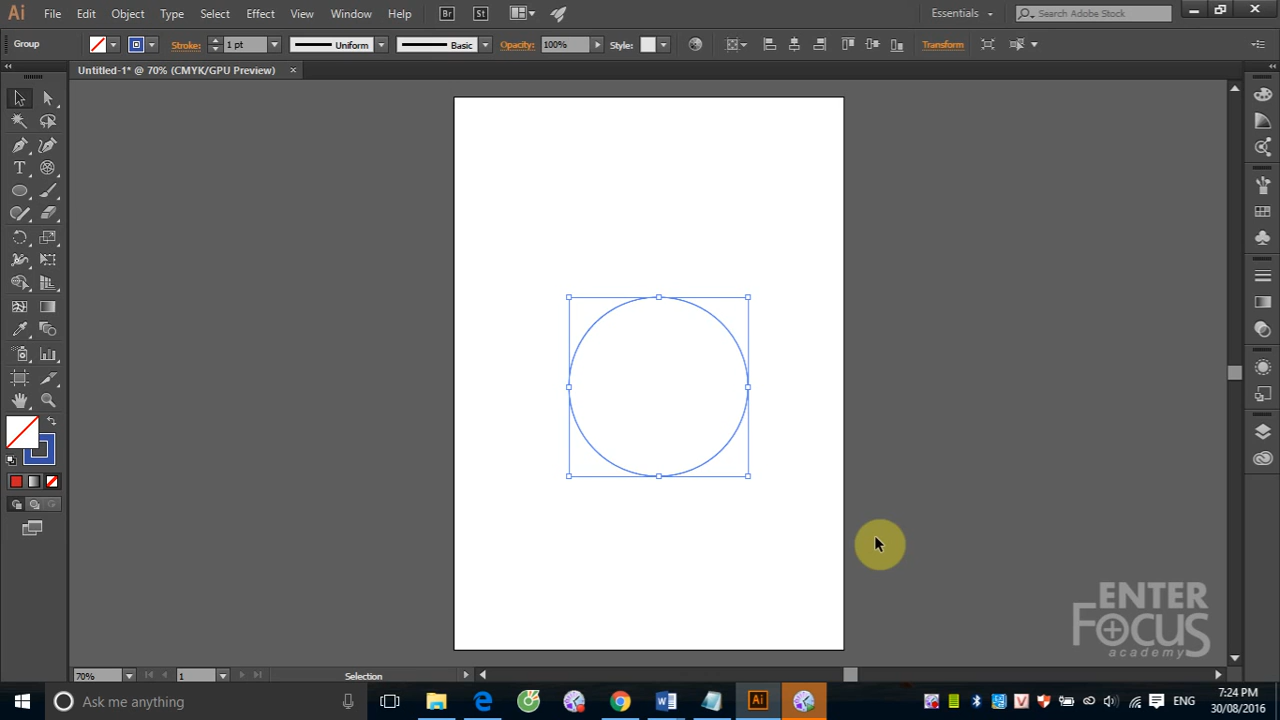 Ai File Edit Object Type Select Effect View Window Help Br St Essentials Search Adobe Stock
Group Stroke: 1 pt Uniform Basic Opacity: 100% Style: Transform
Untitled-1* @ 70% (CMYK/GPU Preview)
T
ENTER
FOCUS
academy
70% 1 Selection
Ask me anything Ai ENG 7:24 PM
30/08/2016